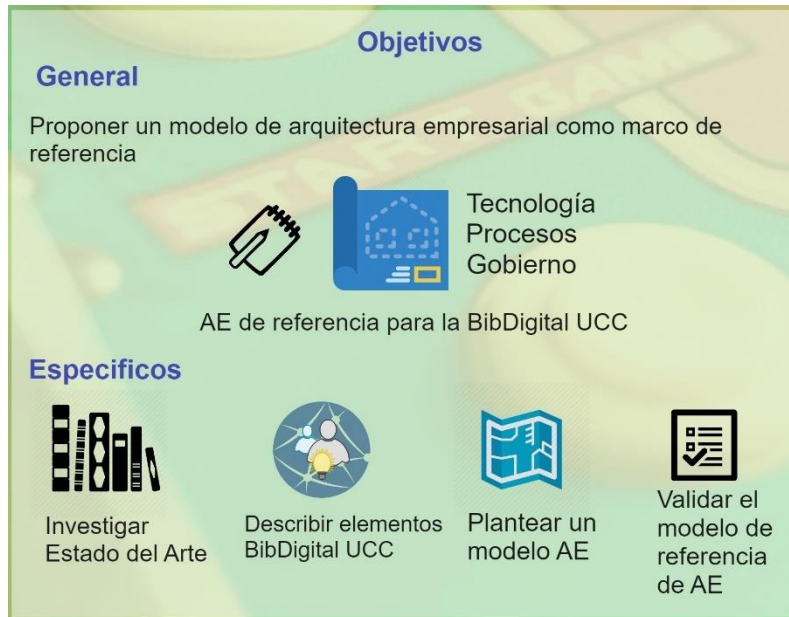 Objetivos
General
Proponer un modelo de arquitectura empresarial como marco de
referencia
START GAME
Tecnología
Procesos
Gobierno
AE de referencia para la BibDigital UCC
Especificos
Investigar
Estado del Arte
Describir elementos
BibDigital UCC
Plantear un
modelo AE
Validar el
modelo de
referencia
de AE